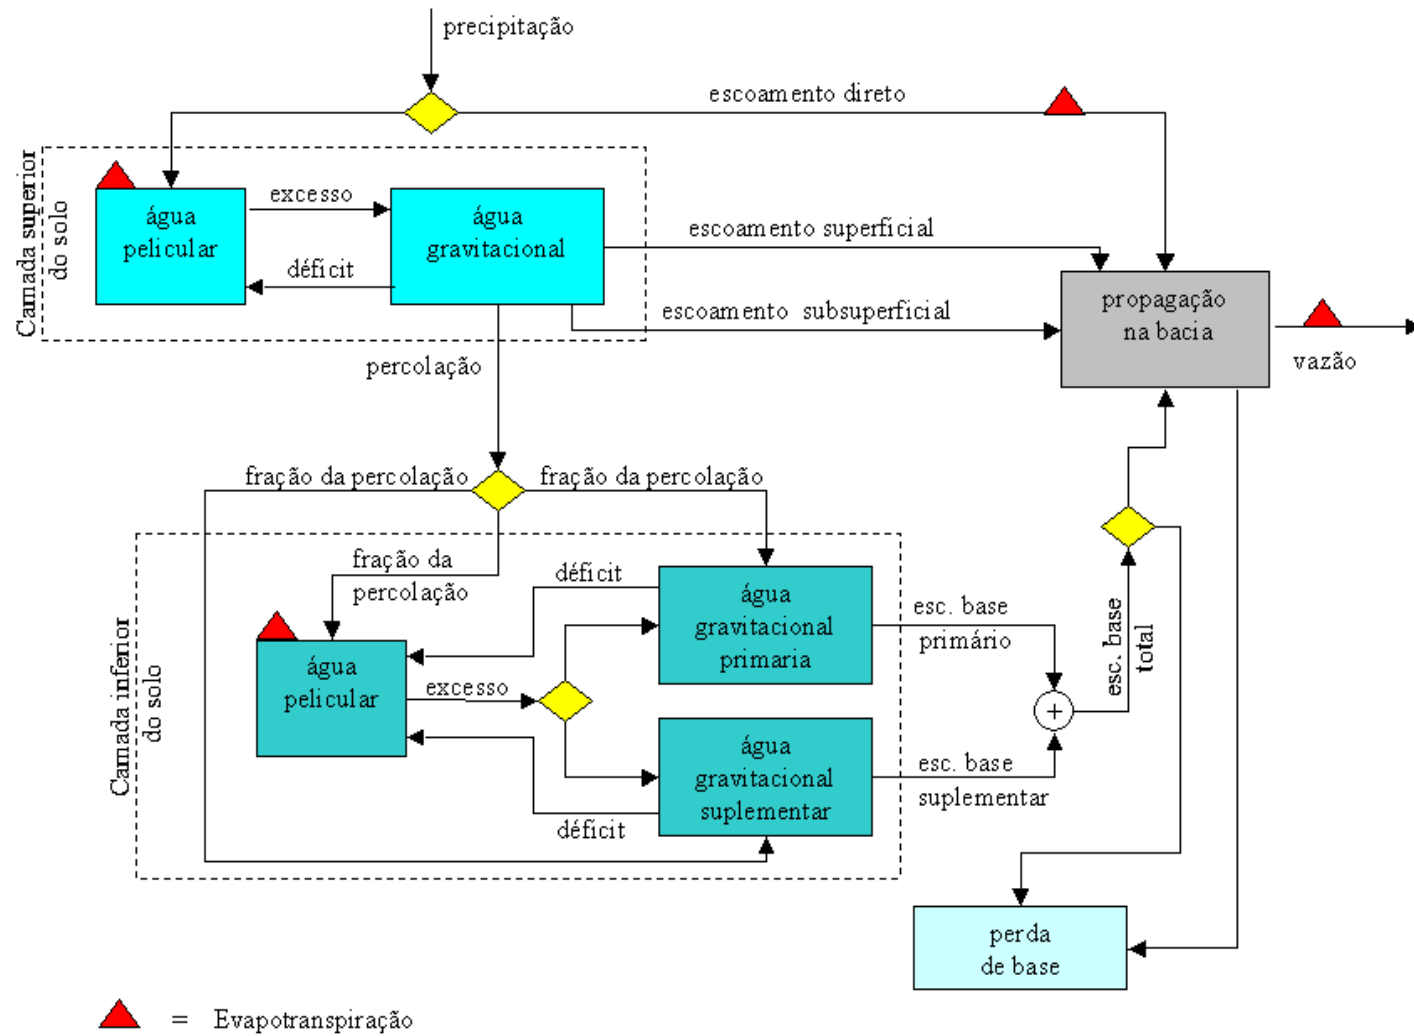 precipitação
escoamento direto
Camada superior
do solo
água
pelicular
excesso
déficit
água
gravitacional
escoamento superficial
escoamento subsuperficial
propagação
na bacia
vazão
percolação
fração da percolação
fração da percolação
fração da
percolação
Camada inferior
do solo
água
pelicular
déficit
excesso
déficit
água
gravitacional
primaria
água
gravitacional
suplementar
esc. base
primário
esc. base
suplementar
+
esc. base
total
perda
de base
= Evapotranspiração